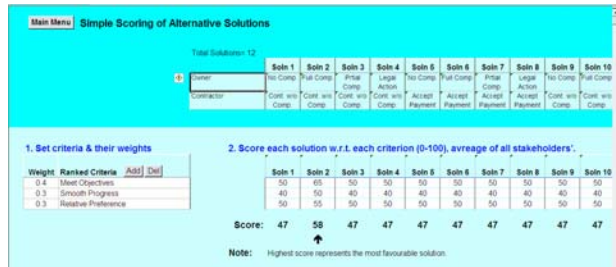 Main Menu Simple Scoring of Alternative Solutions
Total Solutions= 12
Soln 1 Soln 2 Soln 3 Soln 4 Soln 5 Soln 6 Soln 7 Soln 8 Soln 9 Soln 10
Owner No Comp Full Comp Prtial Comp Legal Action No Comp Full Comp Prtial Comp Legal Action No Comp Full Comp
Contractor Cont. w/o Comp Cont. w/o Comp Cont. w/o Comp Cont. w/o Comp Accept Payment Accept Payment Accept Payment Accept Payment Cont. w/o Comp Cont. w/o Comp
1. Set criteria & their weights 2. Score each solution w.r.t. each criterion (0-100), avreage of all stakeholders'.
Weight Ranked Criteria Add Del Soln 1 Soln 2 Soln 3 Soln 4 Soln 5 Soln 6 Soln 7 Soln 8 Soln 9 Soln 10
0.4 Meet Objectives 50 65 50 50 50 50 50 50 50 50
0.3 Smooth Progress 40 50 40 40 40 40 40 40 40 40
0.3 Relative Preference 50 55 50 50 50 50 50 50 50 50
Score: 47 58 47 47 47 47 47 47 47 47
Note: Highest score represents the most favourable solution.